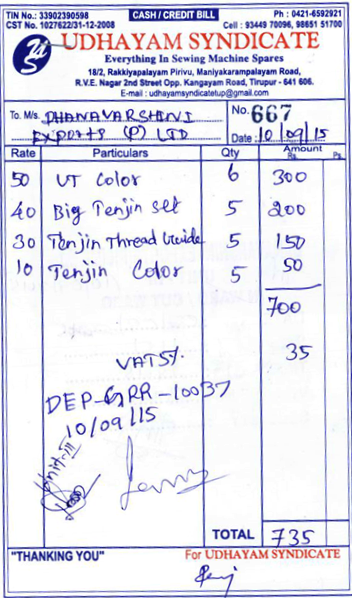 TIN No.: 33902390598 CASH / CREDIT BILL Ph : 0421-6592921
CST No. 1027622/31-12-2008 Cell : 93449 70096, 98651 51700
UDHAYAM SYNDICATE
Everything In Sewing Machine Spares
18/2, Rakkiyapalayam Pirivu, Maniyakarampalayam Road,
R.V.E. Nagar 2nd Street Opp. Kangayam Road, Tirupur - 641 606.
E-mail : udhayamsyndicatetup@gmail.com
To. M/s. DHANAVARSHINI No. 667
EXPORTS (P) LTD Date : 10/09/15
Rate Particulars Qty Amount
Rs. Ps.
50 VT Color 6 300
40 Big Tenjin Set 5 200
30 Tenjin Thread Guide 5 150
10 Tenjin Color 5 50
700
VAT 5% 35
DEP-GRR-10037
10/09/15
TOTAL 735
"THANKING YOU" For UDHAYAM SYNDICATE